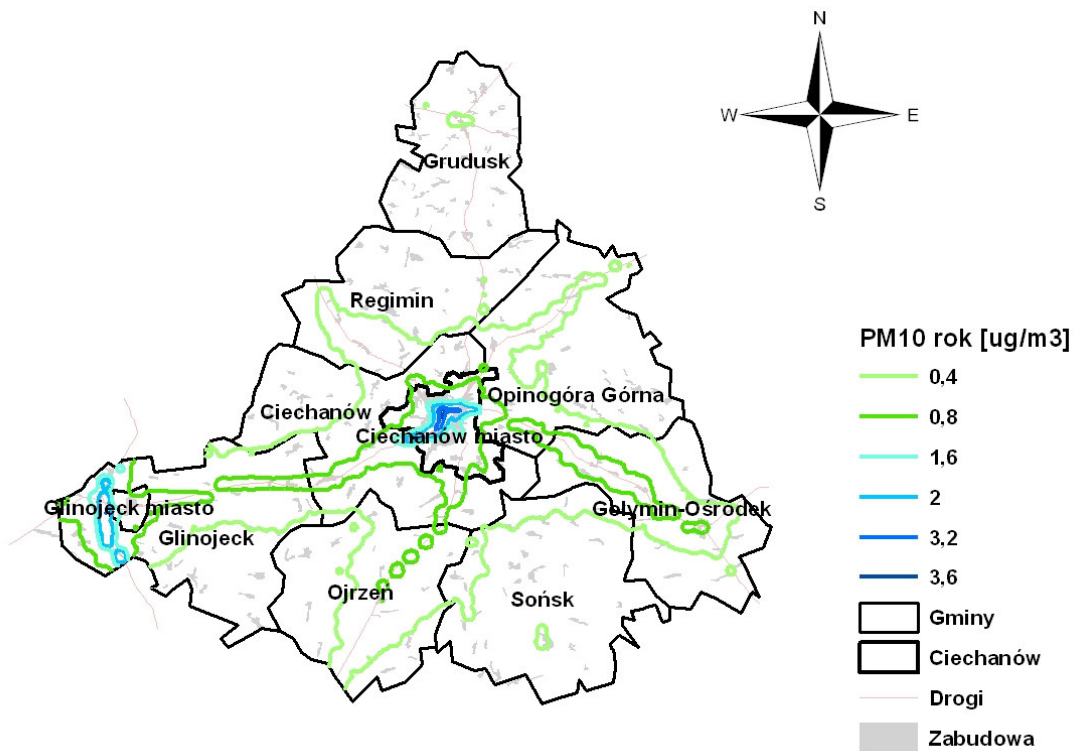 N
W
E
S
Grudusk
Regimin
Opinogóra Górna
Ciechanów
Ciechanów miasto
Glinojeck miasto
Gołymin-Ośrodek
Glinojeck
Ojrzeń
Sońsk
PM10 rok [ug/m3]
0,4
0,8
1,6
2
3,2
3,6
Gminy
Ciechanów
Drogi
Zabudowa